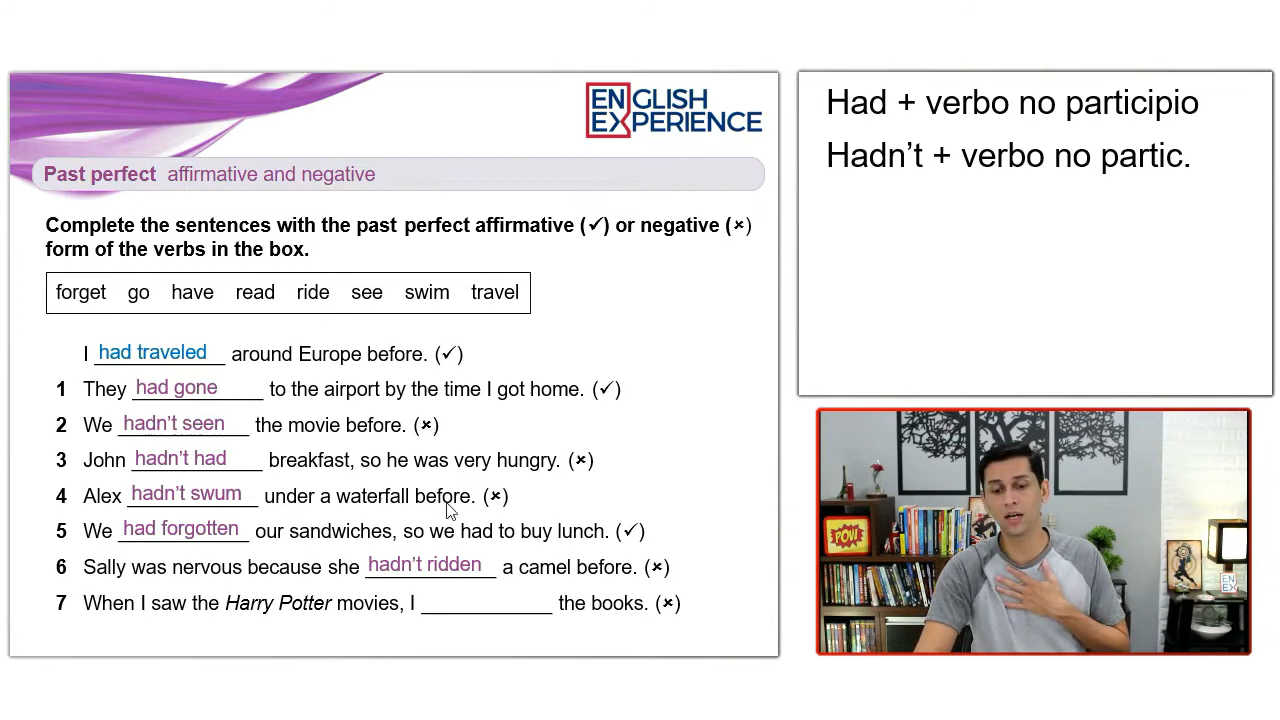 ENGLISH
EXPERIENCE
Past perfect affirmative and negative
Complete the sentences with the past perfect affirmative (✓) or negative (×)
form of the verbs in the box.
forget go have read ride see swim travel
I had traveled around Europe before. (✓)
1 They had gone to the airport by the time I got home. (✓)
2 We hadn't seen the movie before. (×)
3 John hadn't had breakfast, so he was very hungry. (×)
4 Alex hadn't swum under a waterfall before. (×)
5 We had forgotten our sandwiches, so we had to buy lunch. (✓)
6 Sally was nervous because she hadn't ridden a camel before. (×)
7 When I saw the Harry Potter movies, I ____________ the books. (×)
Had + verbo no participio
Hadn't + verbo no partic.
POW!
EN
EX